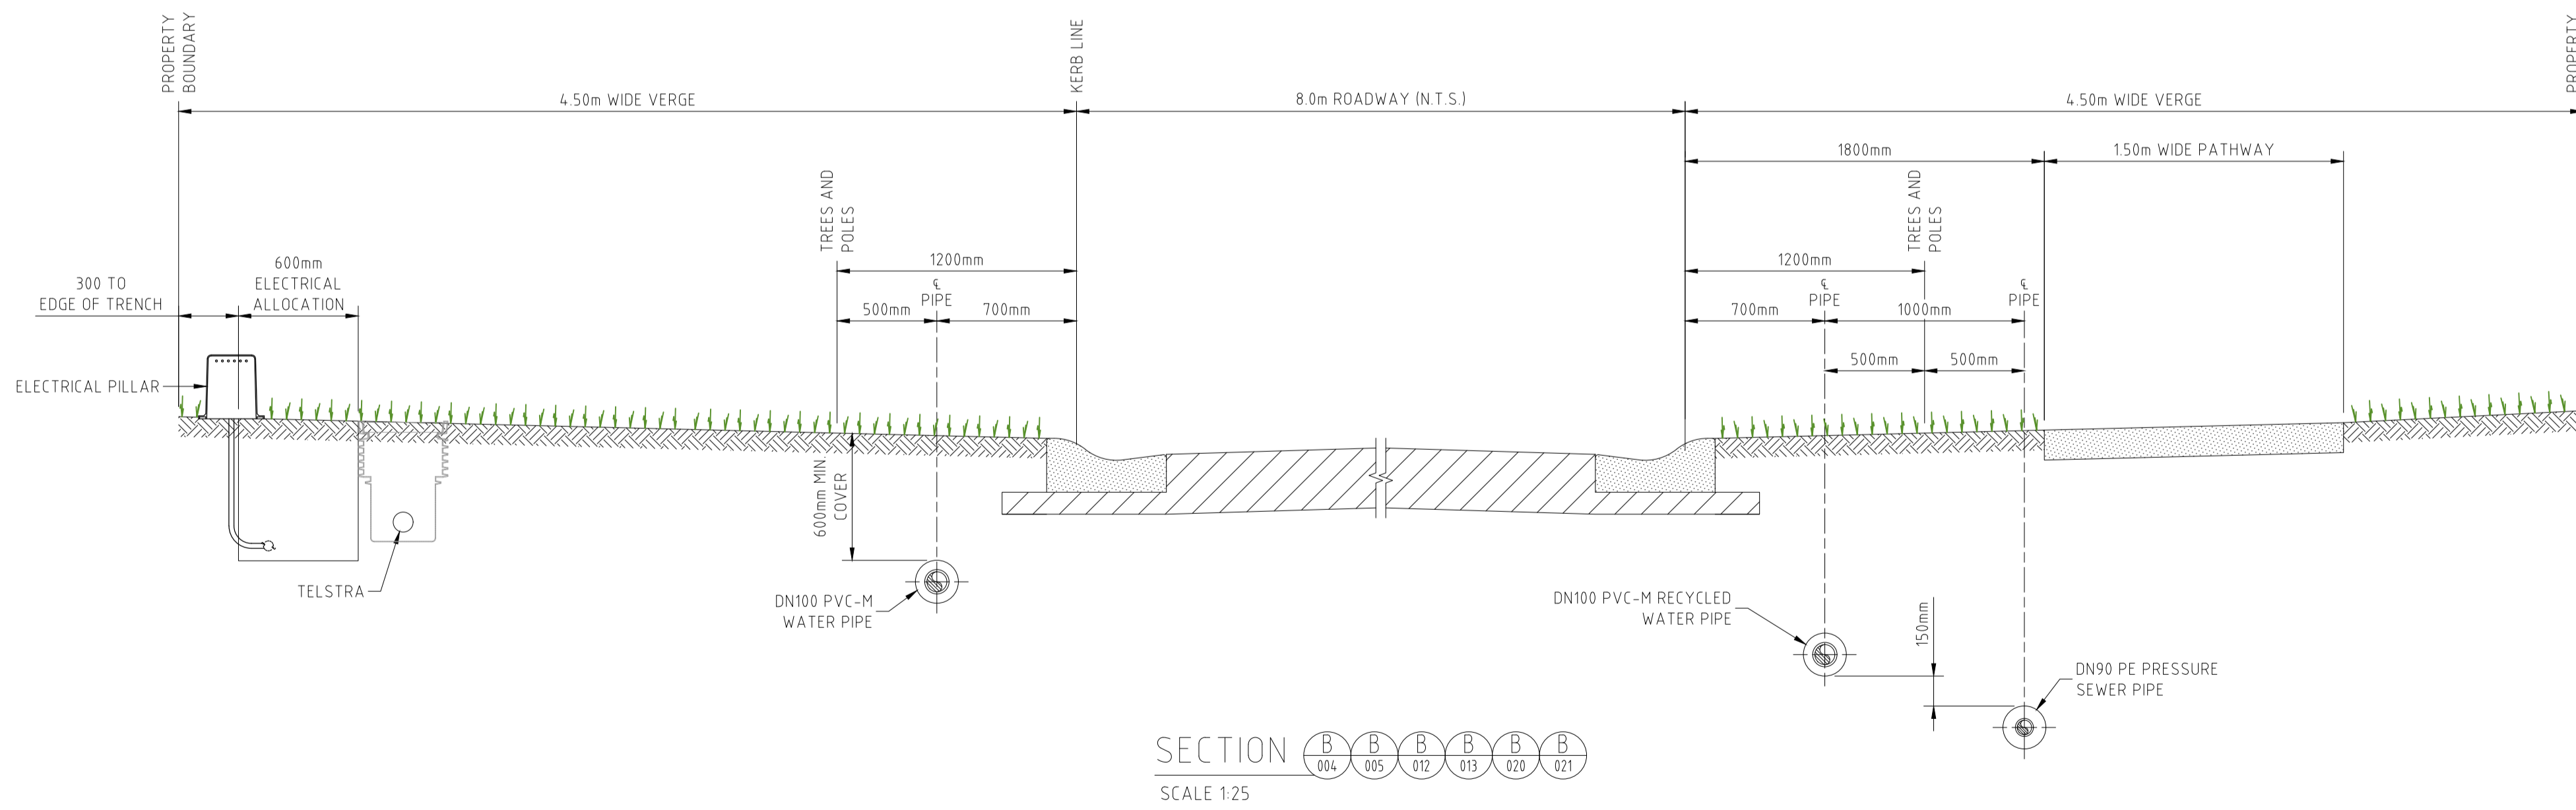 PROPERTY
BOUNDARY
KERB LINE
PROPERTY
4.50m WIDE VERGE
8.0m ROADWAY (N.T.S.)
4.50m WIDE VERGE
1800mm
1.50m WIDE PATHWAY
TREES AND
POLES
TREES AND
POLES
1200mm
1200mm
300 TO
EDGE OF TRENCH
600mm
ELECTRICAL
ALLOCATION
℄
PIPE
500mm
700mm
℄
PIPE
℄
PIPE
700mm
1000mm
500mm
500mm
ELECTRICAL PILLAR
600mm MIN.
COVER
TELSTRA
DN100 PVC-M
WATER PIPE
DN100 PVC-M RECYCLED
WATER PIPE
150mm
DN90 PE PRESSURE
SEWER PIPE
SECTION
B
004
B
005
B
012
B
013
B
020
B
021
SCALE 1:25